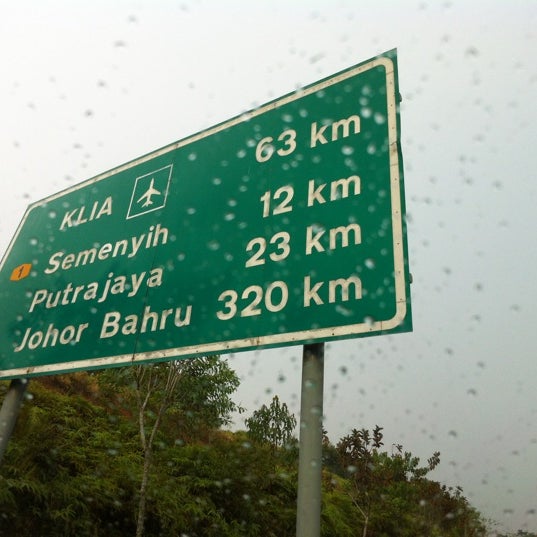 KLIA 63 km
1 Semenyih 12 km
Putrajaya 23 km
Johor Bahru 320 km